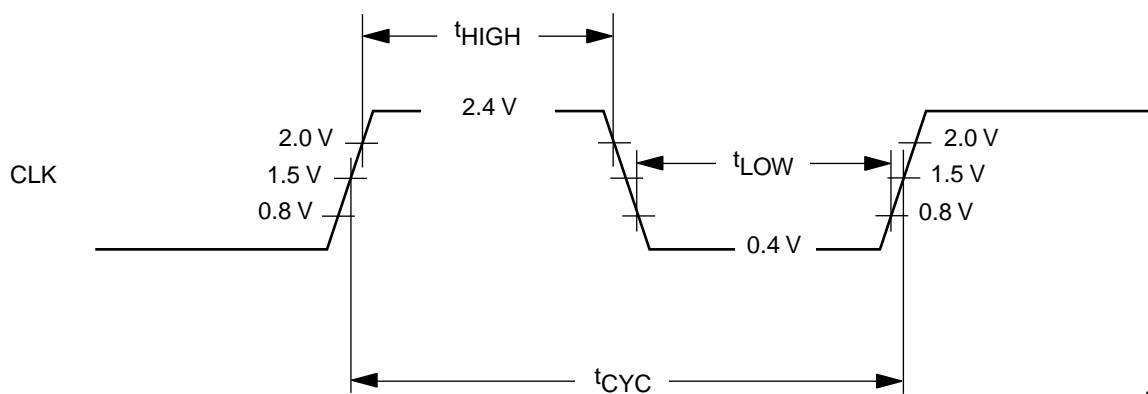 tHIGH
2.4 V
2.0 V
2.0 V
tLOW
CLK
1.5 V
1.5 V
0.8 V
0.8 V
0.4 V
tCYC